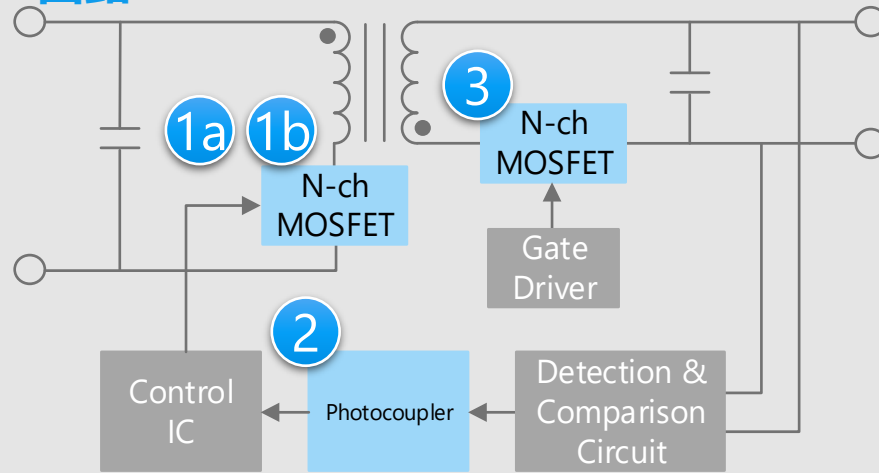 3
1a 1b
N-ch
MOSFET
N-ch
MOSFET
Gate
Driver
2
Control
IC
Photocoupler
Detection &
Comparison
Circuit